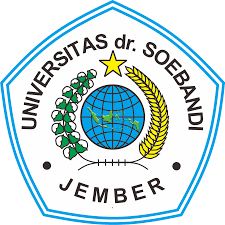 UNIVERSITAS dr. SOEBANDI
· JEMBER ·